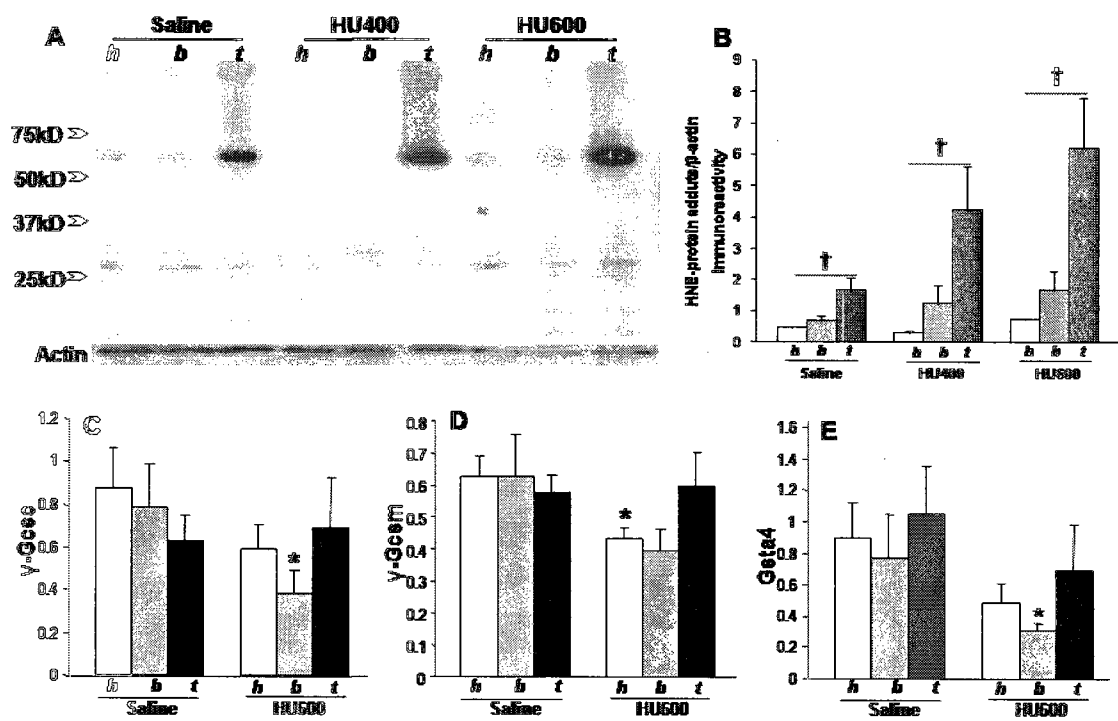 A
Saline HU400 HU600
h b t h b t h b t
75kD
50kD
37kD
25kD
Actin
B
HNE-protein adducts/β-actin
Immunoreactivity
9
8
7
6
5
4
3
2
1
0
† † †
h b t h b t h b t
Saline HU400 HU600
C
γ-Gcsc
1.2
1
0.8
0.6
0.4
0.2
0
*
h b t h b t
Saline HU600
D
γ-Gcsm
0.8
0.7
0.6
0.5
0.4
0.3
0.2
0.1
0
*
h b t h b t
Saline HU600
E
Gsta4
1.6
1.4
1.2
1
0.8
0.6
0.4
0.2
0
*
h b t h b t
Saline HU600